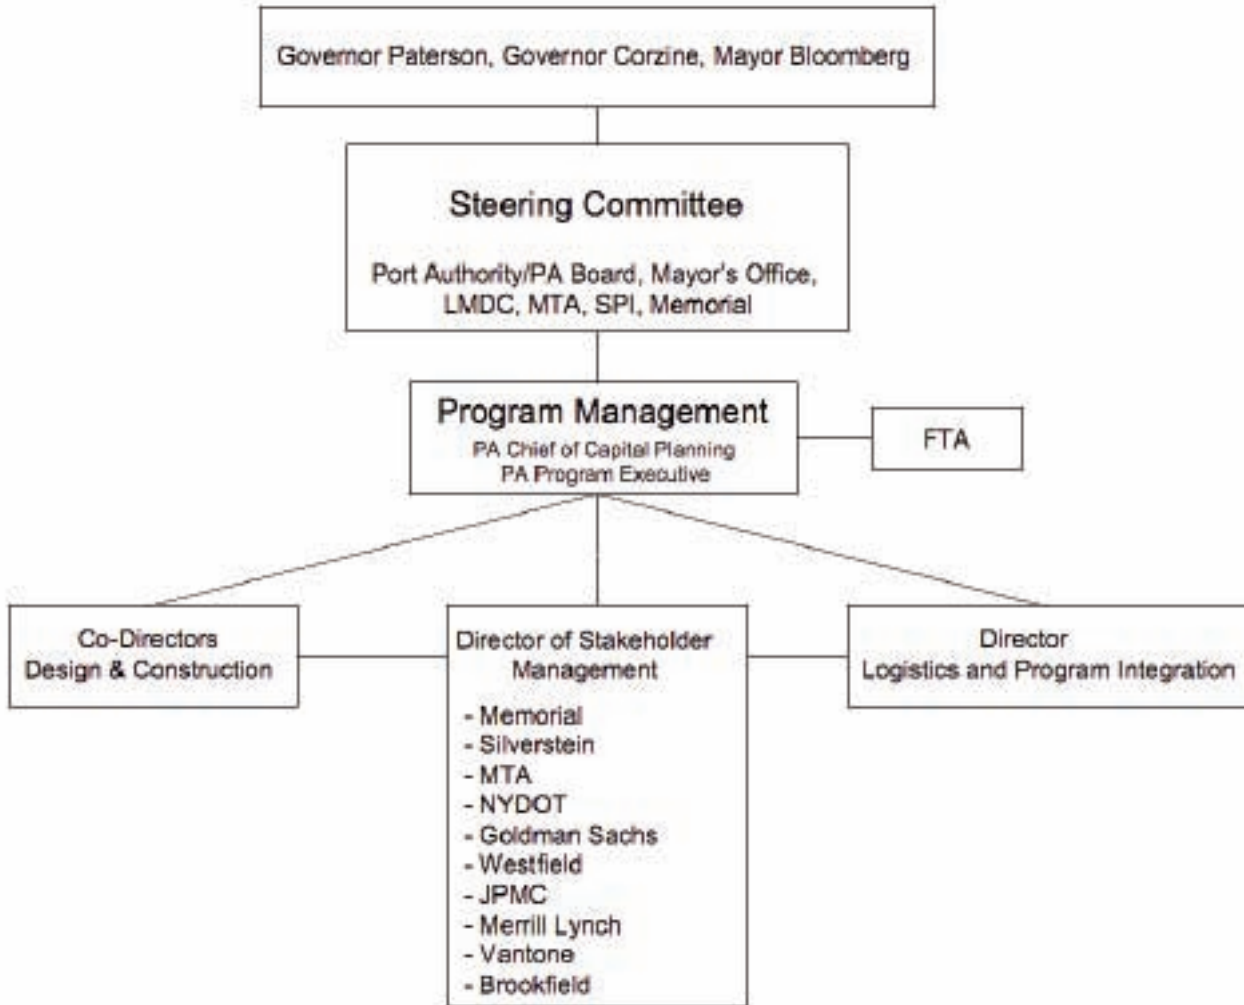 Governor Paterson, Governor Corzine, Mayor Bloomberg
Steering Committee
Port Authority/PA Board, Mayor's Office,
LMDC, MTA, SPI, Memorial
Program Management
PA Chief of Capital Planning
PA Program Executive
FTA
Co-Directors
Design & Construction
Director of Stakeholder
Management
- Memorial
- Silverstein
- MTA
- NYDOT
- Goldman Sachs
- Westfield
- JPMC
- Merrill Lynch
- Vantone
- Brookfield
Director
Logistics and Program Integration